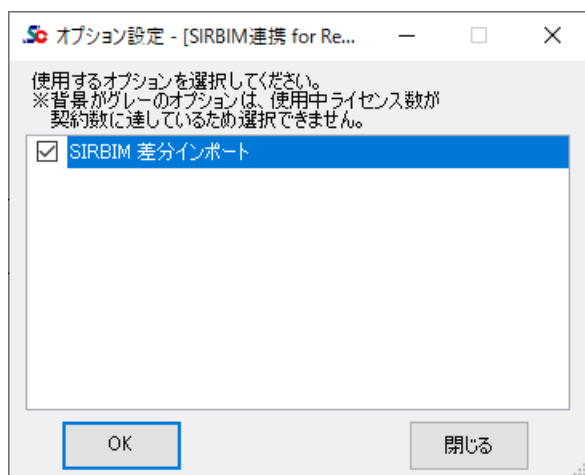 Sc オプション設定 - [SIRBIM連携 for Re...
使用するオプションを選択してください。
※背景がグレーのオプションは、使用中ライセンス数が
契約数に達しているため選択できません。
SIRBIM 差分インポート
OK
閉じる